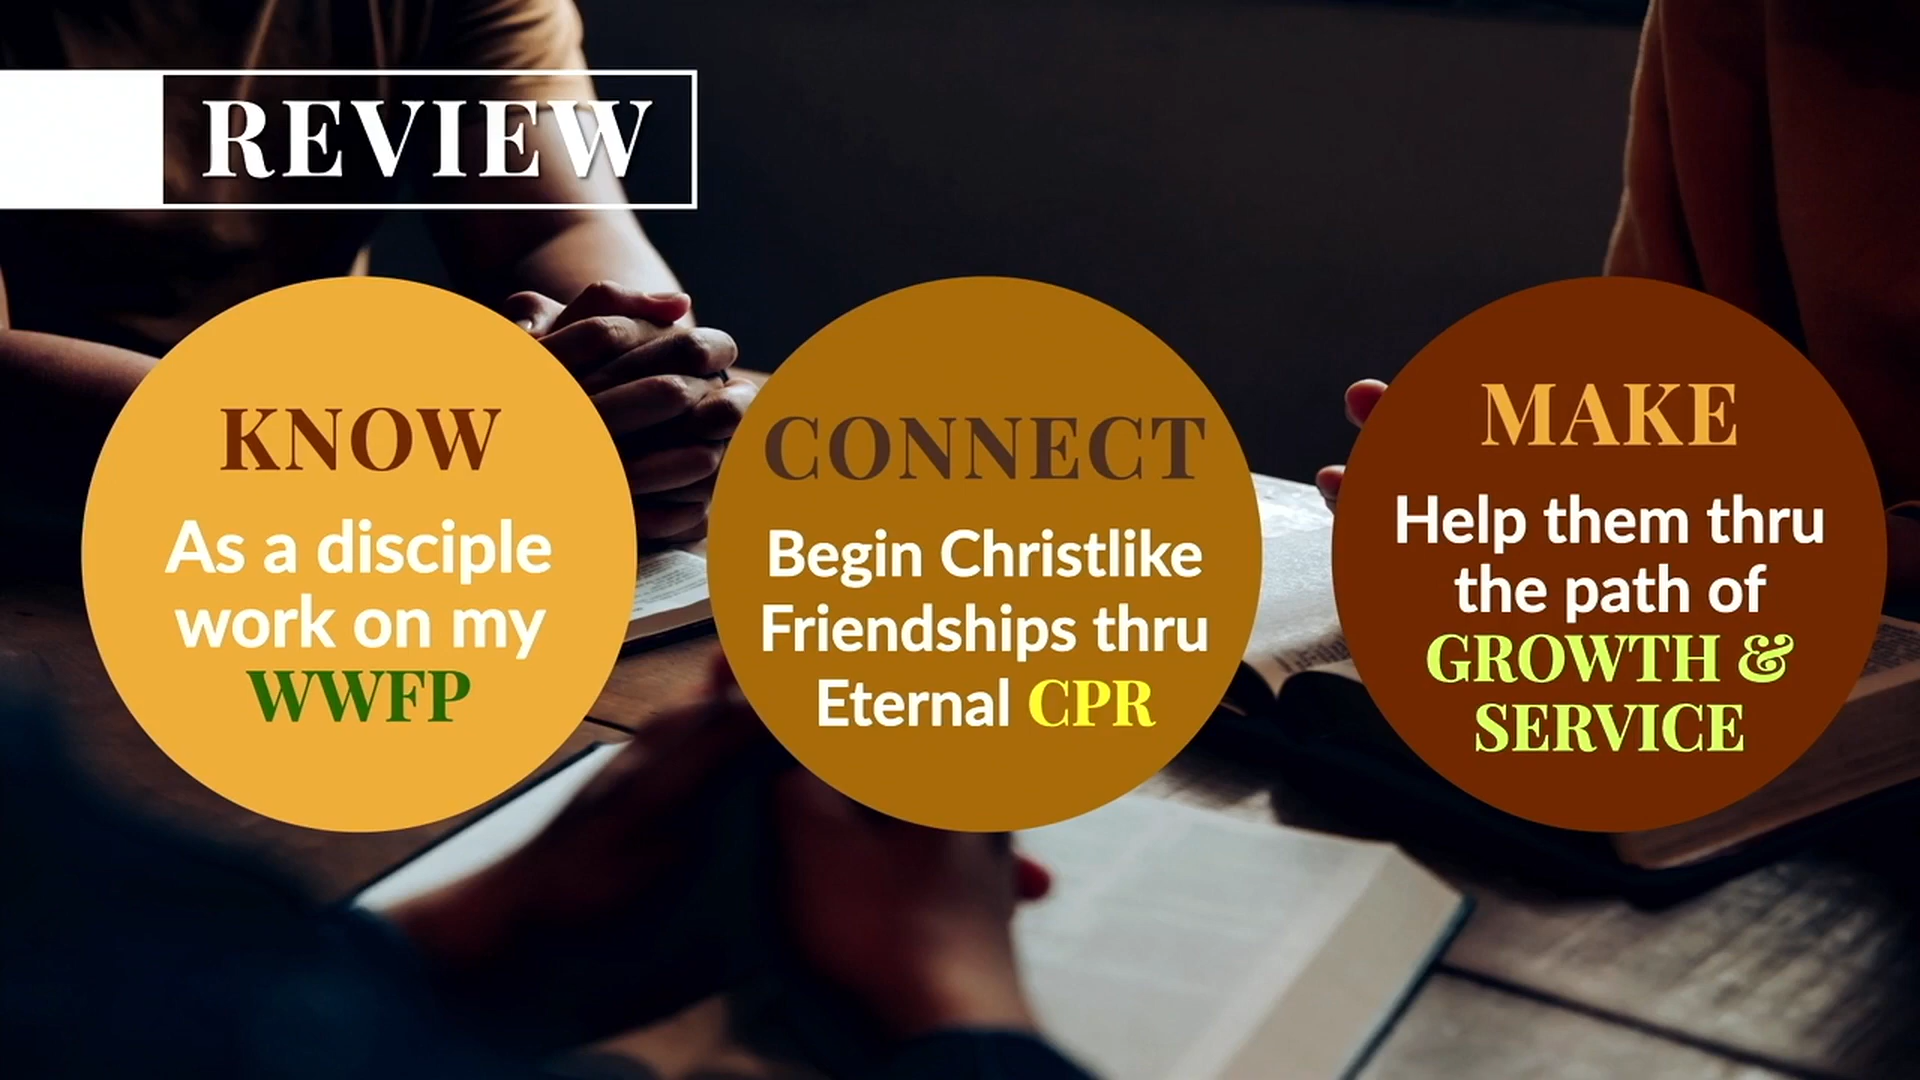 REVIEW
KNOW
As a disciple
work on my
WWFP
CONNECT
Begin Christlike
Friendships thru
Eternal CPR
MAKE
Help them thru
the path of
GROWTH &
SERVICE